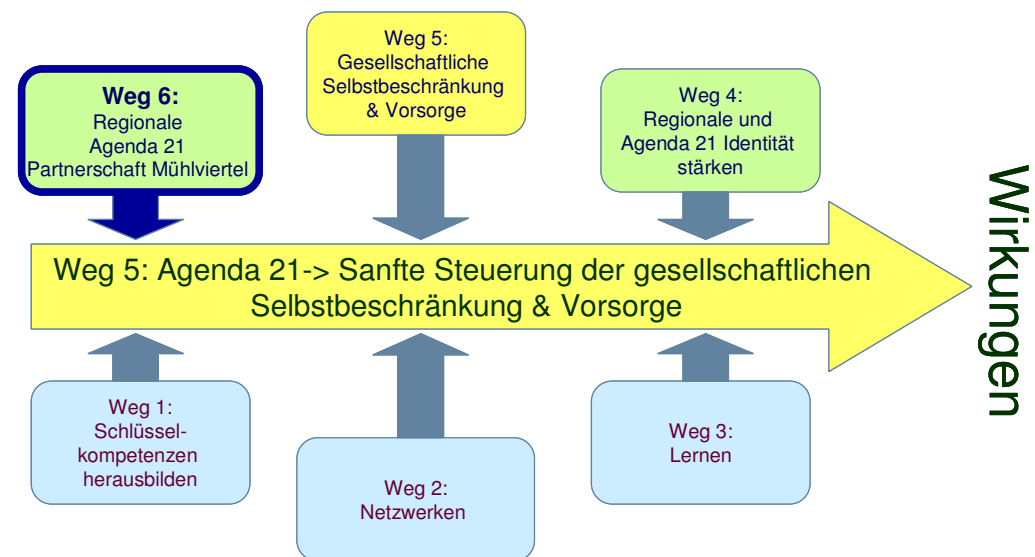 Weg 5:
Gesellschaftliche
Selbstbeschränkung
& Vorsorge
Weg 6:
Regionale
Agenda 21
Partnerschaft Mühlviertel
Weg 4:
Regionale und
Agenda 21 Identität
stärken
Weg 5: Agenda 21-> Sanfte Steuerung der gesellschaftlichen
Selbstbeschränkung & Vorsorge
Wirkungen
Weg 1:
Schlüssel-
kompetenzen
herausbilden
Weg 2:
Netzwerken
Weg 3:
Lernen